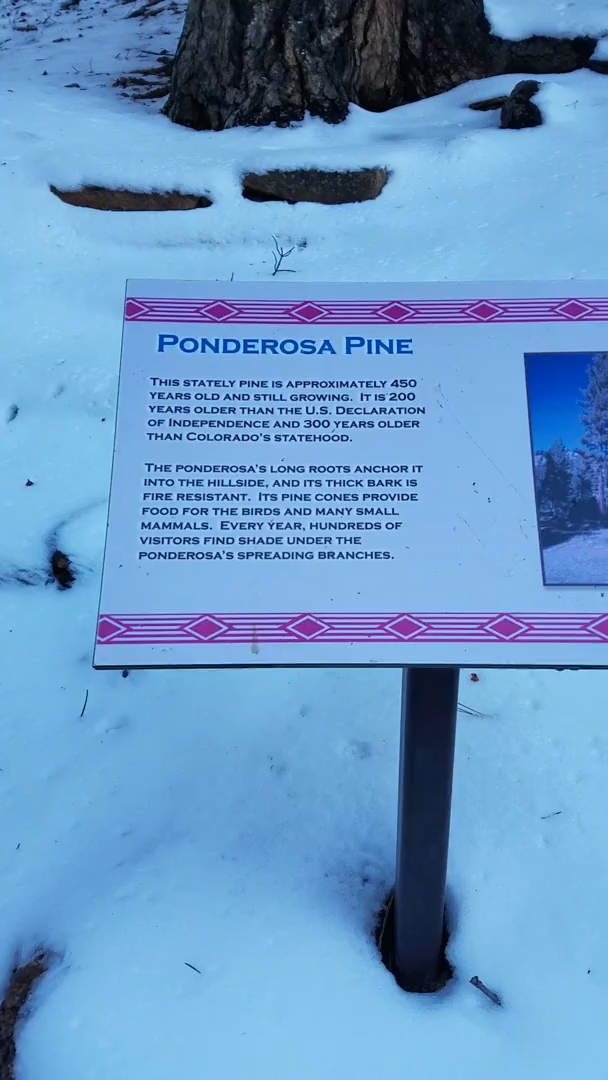 Ponderosa Pine
This stately pine is approximately 450
years old and still growing. It is 200
years older than the U.S. Declaration
of Independence and 300 years older
than Colorado's statehood.
The ponderosa's long roots anchor it
into the hillside, and its thick bark is
fire resistant. Its pine cones provide
food for the birds and many small
mammals. Every year, hundreds of
visitors find shade under the
ponderosa's spreading branches.